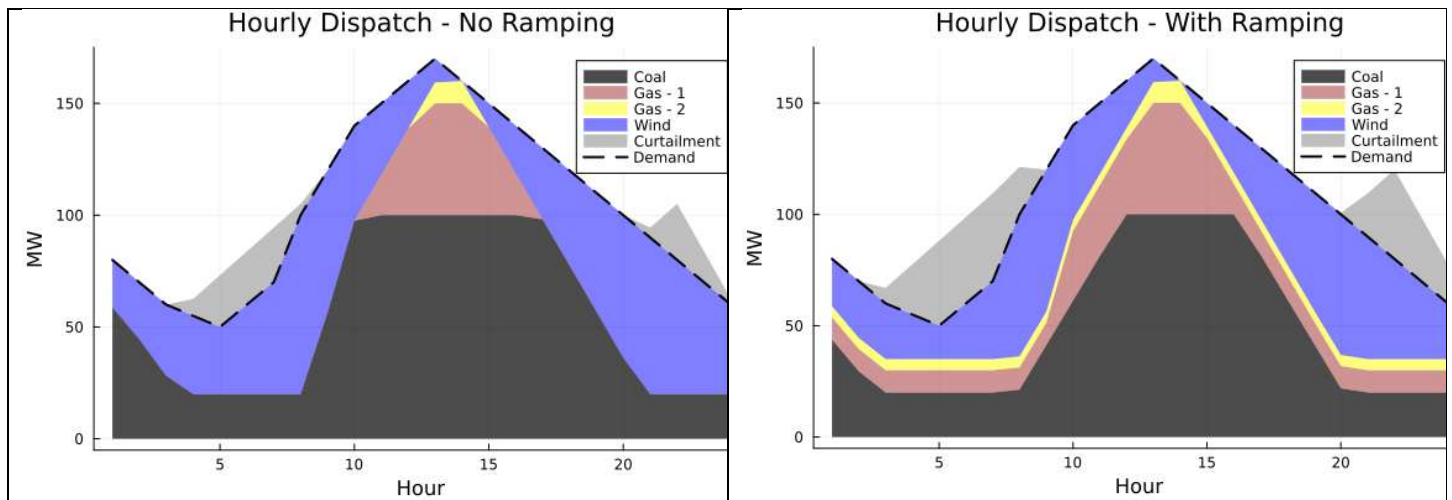 Hourly Dispatch - No Ramping
MW
150
100
50
0
5
10
15
20
Hour
Coal
Gas - 1
Gas - 2
Wind
Curtailment
Demand
Hourly Dispatch - With Ramping
MW
150
100
50
0
5
10
15
20
Hour
Coal
Gas - 1
Gas - 2
Wind
Curtailment
Demand